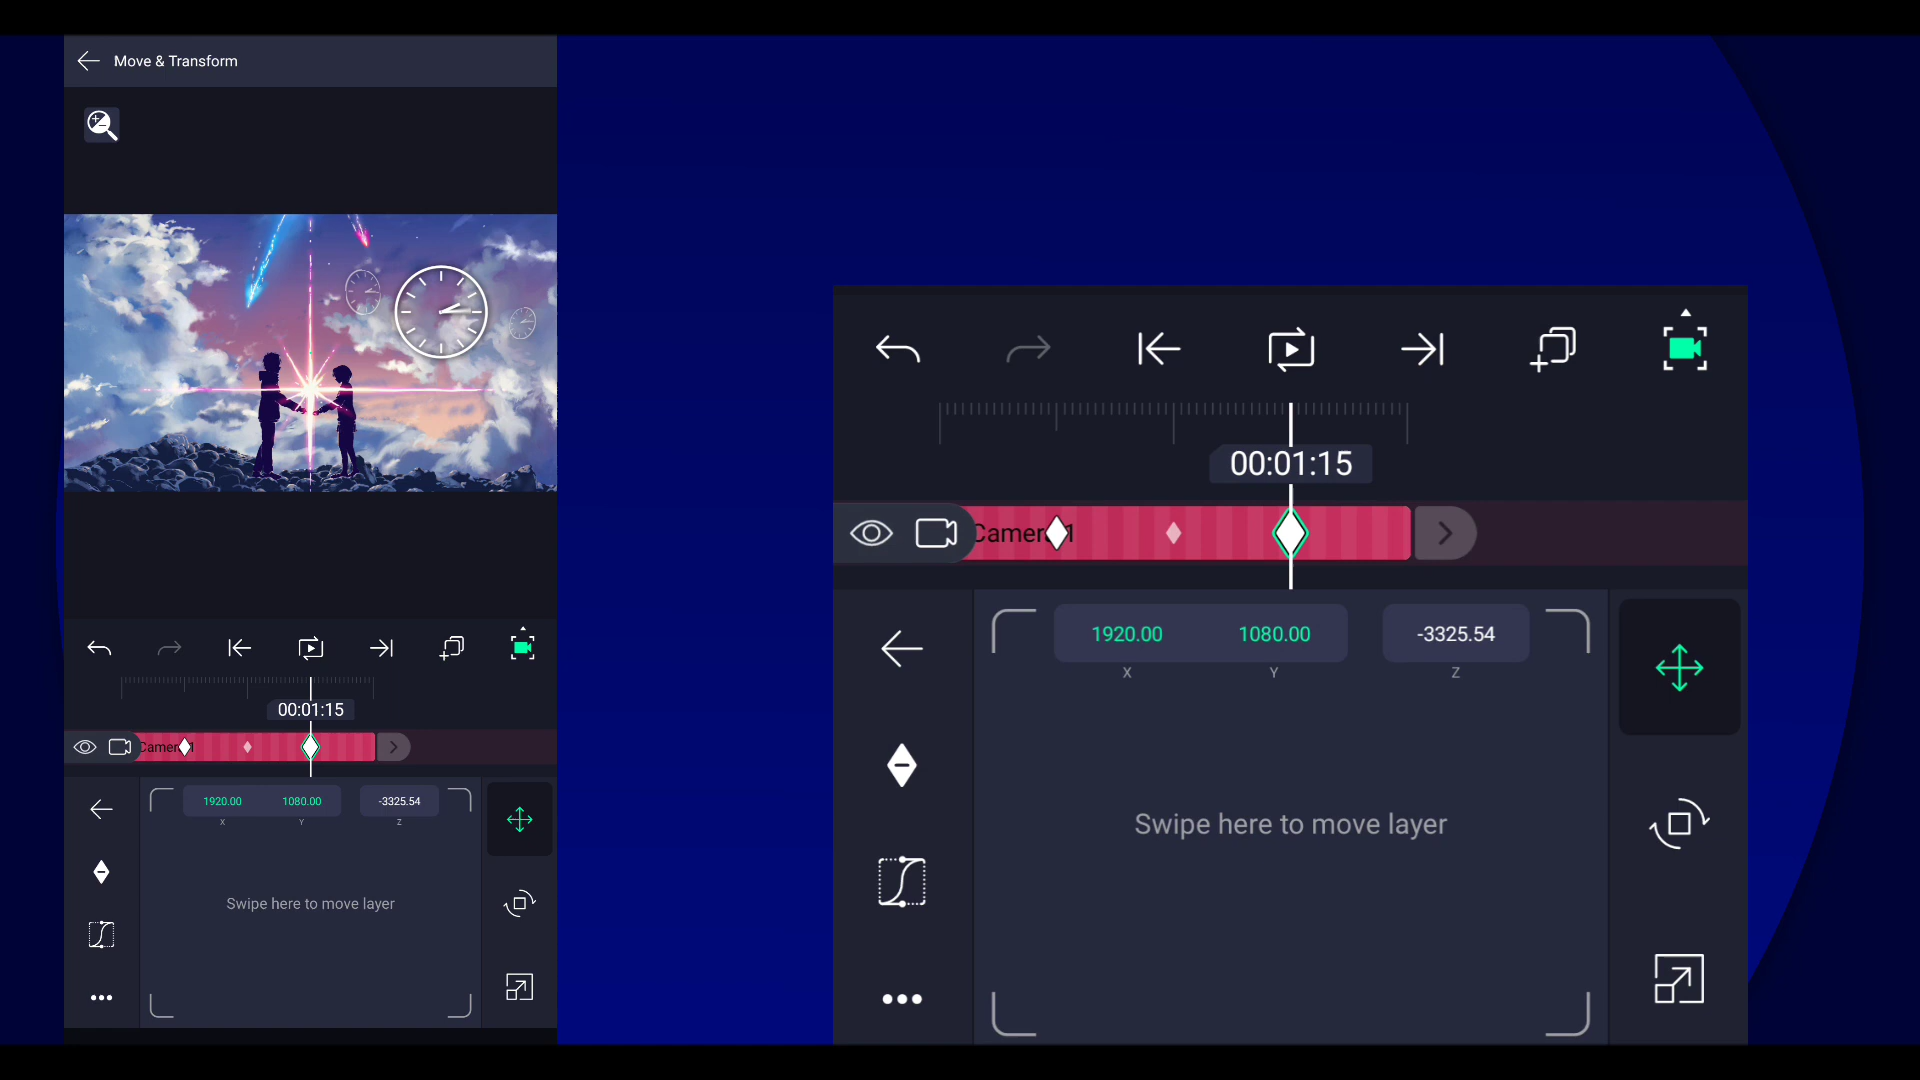 Move & Transform
00:01:15
Camer 1
1920.00 1080.00 -3325.54
X Y Z
Swipe here to move layer
00:01:15
Camer 1
1920.00 1080.00 -3325.54
X Y Z
Swipe here to move layer